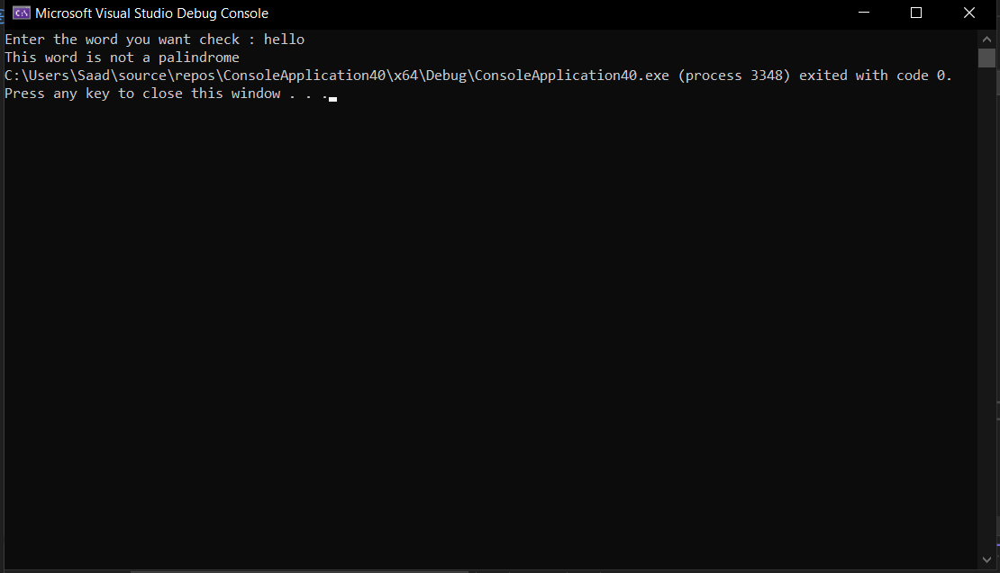 Microsoft Visual Studio Debug Console
Enter the word you want check : hello
This word is not a palindrome
C:\Users\Saad\source\repos\ConsoleApplication40\x64\Debug\ConsoleApplication40.exe (process 3348) exited with code 0.
Press any key to close this window . . .